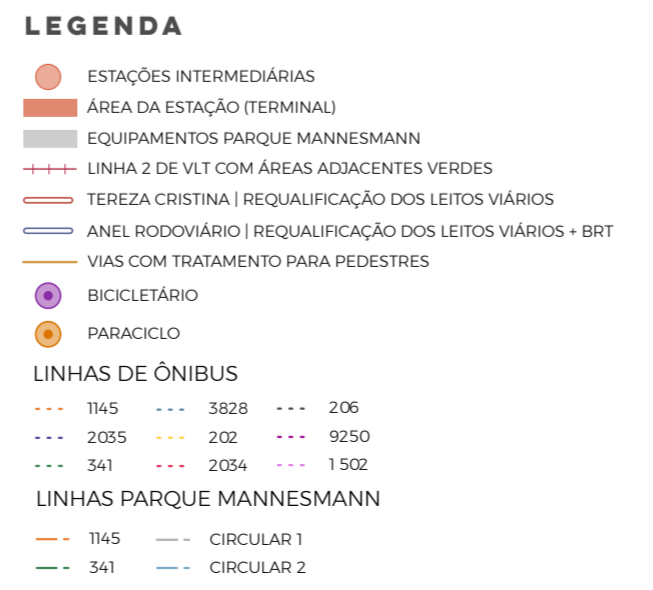 LEGENDA
ESTAÇÕES INTERMEDIÁRIAS
ÁREA DA ESTAÇÃO (TERMINAL)
EQUIPAMENTOS PARQUE MANNESMANN
LINHA 2 DE VLT COM ÁREAS ADJACENTES VERDES
TEREZA CRISTINA | REQUALIFICAÇÃO DOS LEITOS VIÁRIOS
ANEL RODOVIÁRIO | REQUALIFICAÇÃO DOS LEITOS VIÁRIOS + BRT
VIAS COM TRATAMENTO PARA PEDESTRES
BICICLETÁRIO
PARACICLO
LINHAS DE ÔNIBUS
1145 3828 206
2035 202 9250
341 2034 1 502
LINHAS PARQUE MANNESMANN
1145 CIRCULAR 1
341 CIRCULAR 2